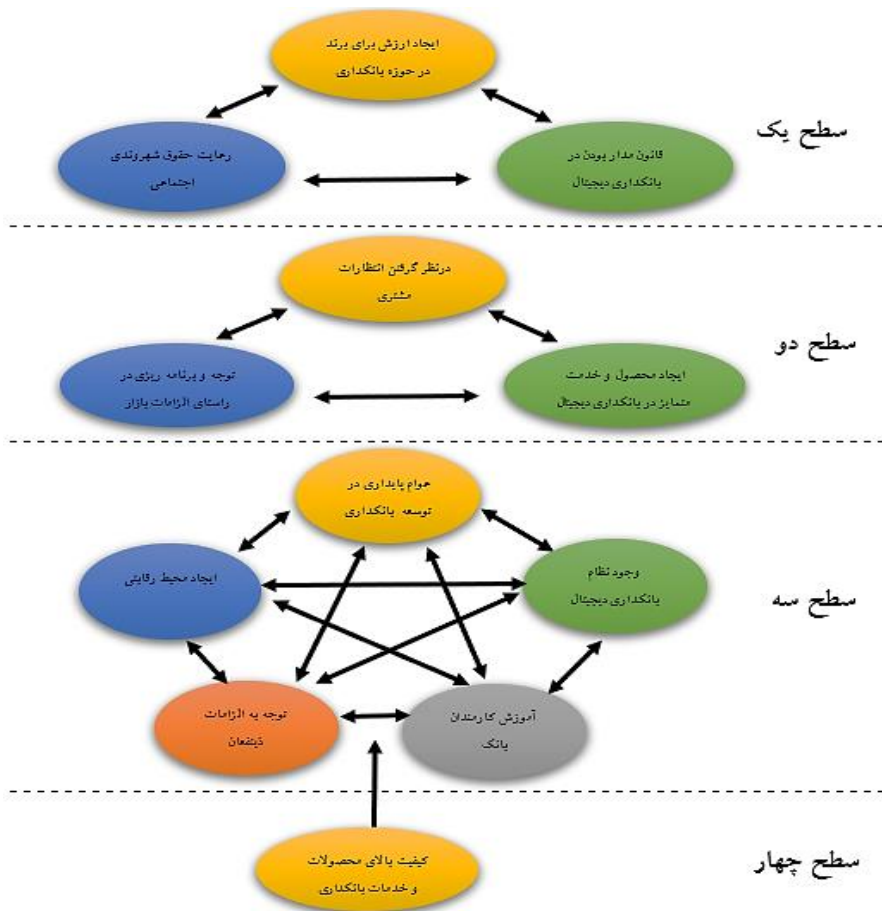 ایجاد ارزش برای برند
در حوزه بانکداری
سطح یک
قانون مدار بودن در
بانکداری دیجیتال
رعایت حقوق شهروندی
اجتماعی
درنظر گرفتن انتظارات
مشتری
سطح دو
ایجاد محصول و خدمت
متمایز در بانکداری دیجیتال
توجه و برنامه ریزی در
راستای الزامات بازار
عوام پایداری در
توسعه بانکداری
وجود نظام
بانکداری دیجیتال
ایجاد محیط رقابتی
سطح سه
آموزش کارمندان
بانک
توجه به الزامات
ذینفعان
کیفیت بالای محصولات
و خدمات بانکداری
سطح چهار